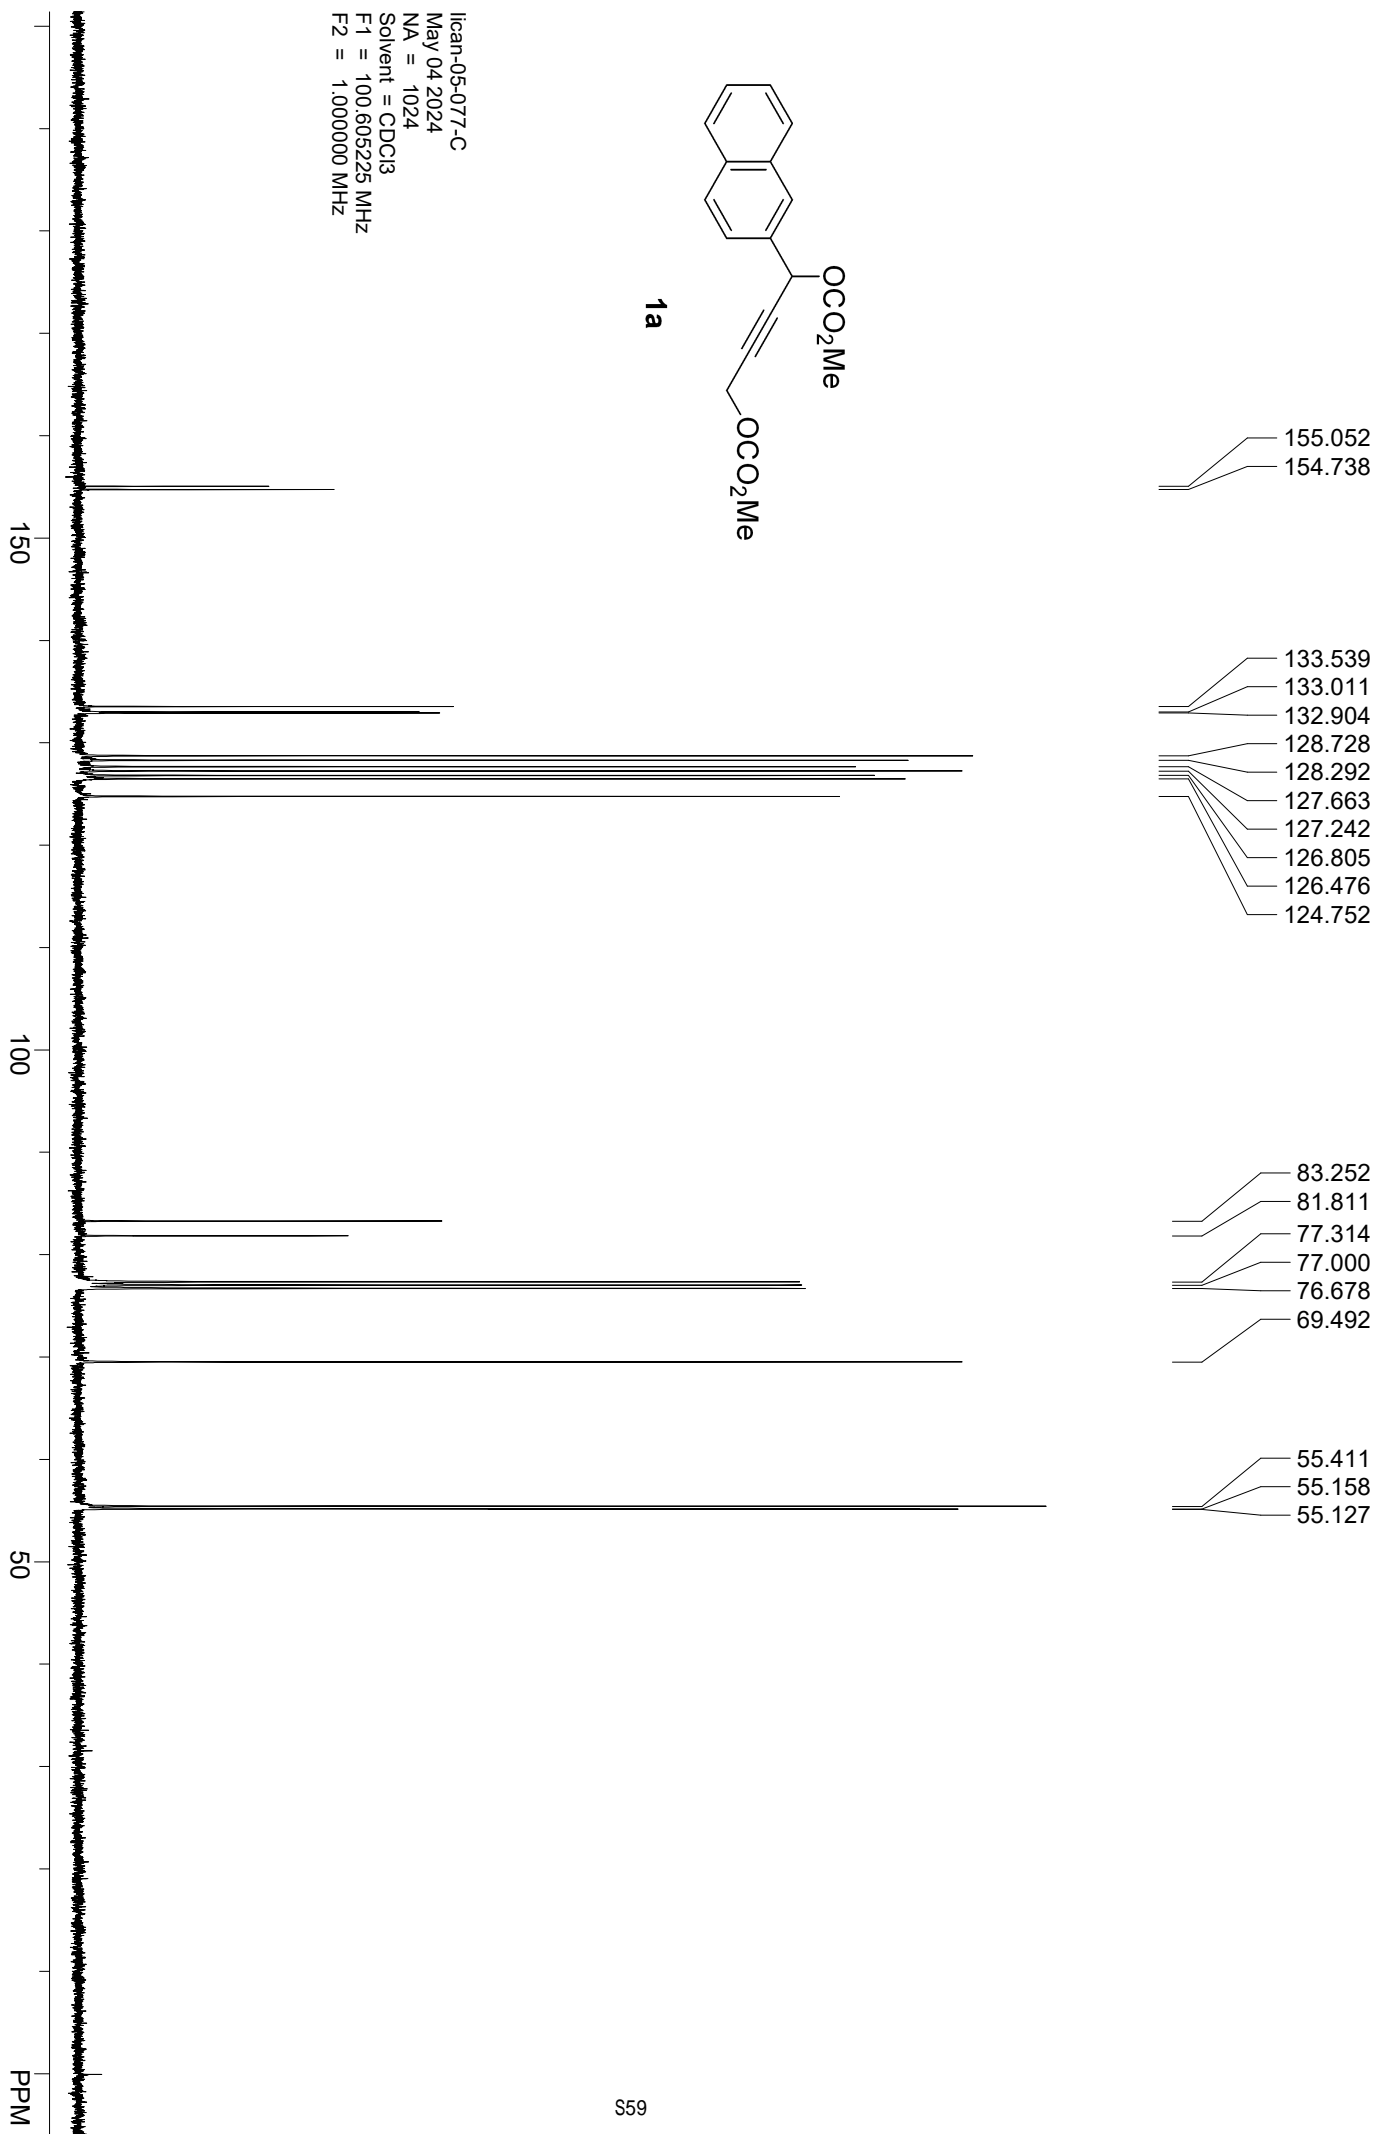 lican-05-077-C
May 04 2024
NA = 1024
Solvent = CDCl3
F1 = 100.605225 MHz
F2 = 1.000000 MHz
OCO2Me
OCO2Me
1a
155.052
154.738
133.539
133.011
132.904
128.728
128.292
127.663
127.242
126.805
126.476
124.752
83.252
81.811
77.314
77.000
76.678
69.492
55.411
55.158
55.127
150
100
50
PPM
S59